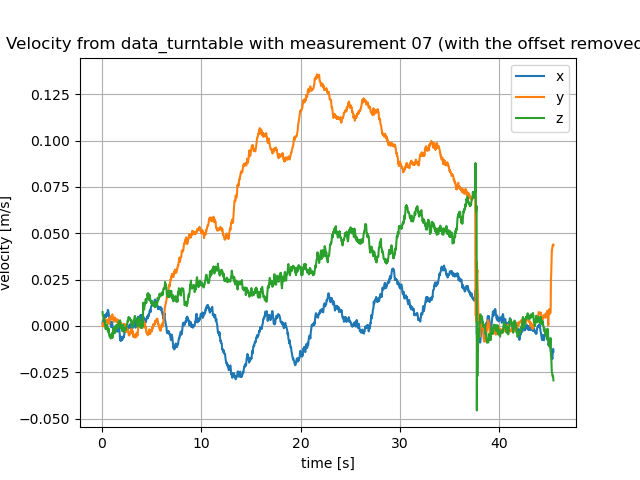 Velocity from data_turntable with measurement 07 (with the offset removed
x
y
z
velocity [m/s]
0.125
0.100
0.075
0.050
0.025
0.000
−0.025
−0.050
0 10 20 30 40
time [s]